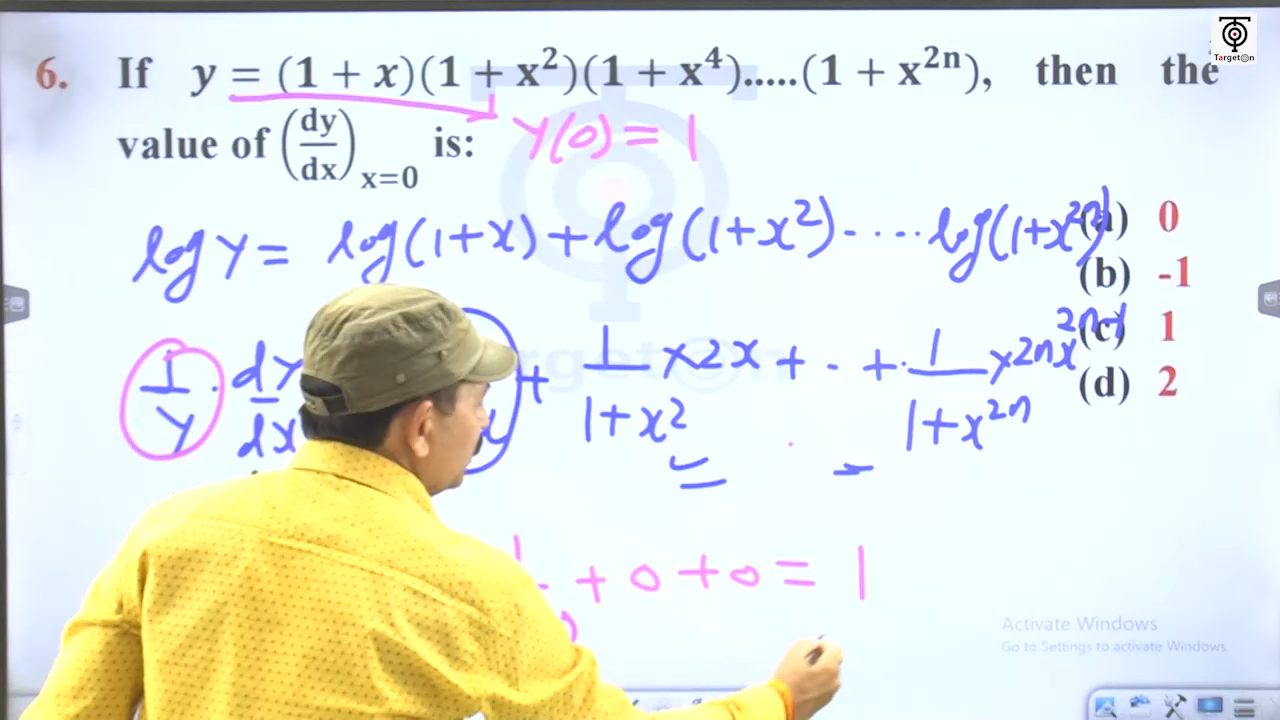 TargetOn
6. If y = (1 + x)(1 + x²)(1 + x⁴).....(1 + x²ⁿ), then the
value of (dy/dx)ₓ₌₀ is: Y(0) = 1
log Y = log(1+x) + log(1+x²) - .... log(1+x²ⁿ)
(a) 0
(b) -1
(c) 1
(d) 2
1/Y · dY/dx + 1/(1+x²) ×2x + - + · 1/(1+x²ⁿ) ×2nx²ⁿ⁻¹
+ 0 + 0 = 1
Activate Windows
Go to Settings to activate Windows.